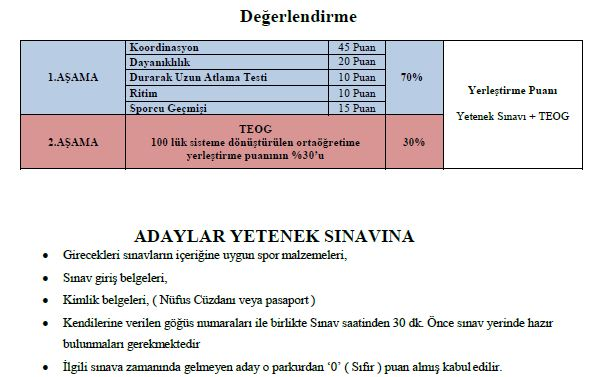 Değerlendirme
1.AŞAMA
Koordinasyon 45 Puan
Dayanıklılık 20 Puan
Durarak Uzun Atlama Testi 10 Puan
Ritim 10 Puan
Sporcu Geçmişi 15 Puan
70%
Yerleştirme Puanı
Yetenek Sınavı + TEOG
2.AŞAMA
TEOG
100 lük sisteme dönüştürülen ortaöğretime
yerleştirme puanının %30’u
30%
ADAYLAR YETENEK SINAVINA
• Girecekleri sınavların içeriğine uygun spor malzemeleri,
• Sınav giriş belgeleri,
• Kimlik belgeleri, ( Nüfus Cüzdanı veya pasaport )
• Kendilerine verilen göğüs numaraları ile birlikte Sınav saatinden 30 dk. Önce sınav yerinde hazır
bulunmaları gerekmektedir
• İlgili sınava zamanında gelmeyen aday o parkurdan ‘0’ ( Sıfır ) puan almış kabul edilir.